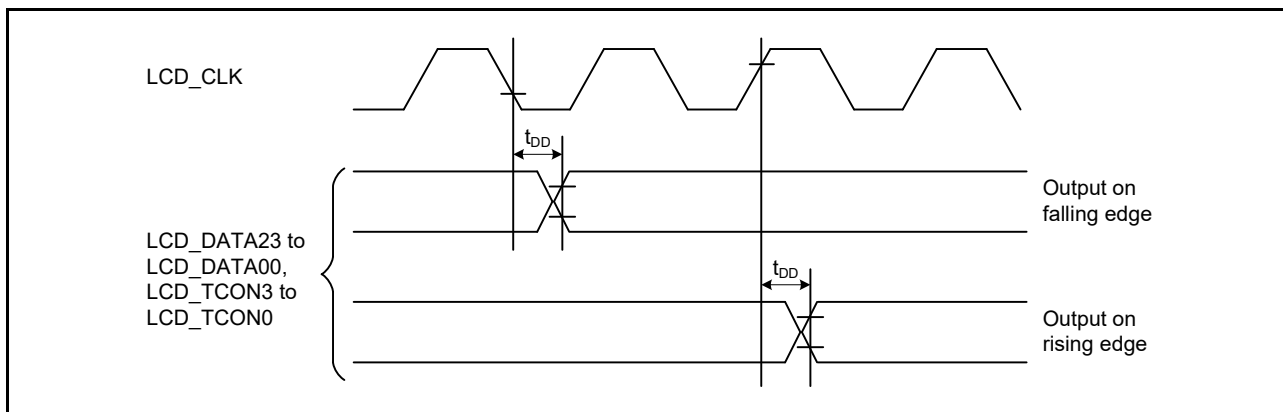 LCD_CLK
tDD
Output on
falling edge
LCD_DATA23 to
LCD_DATA00,
LCD_TCON3 to
LCD_TCON0
tDD
Output on
rising edge